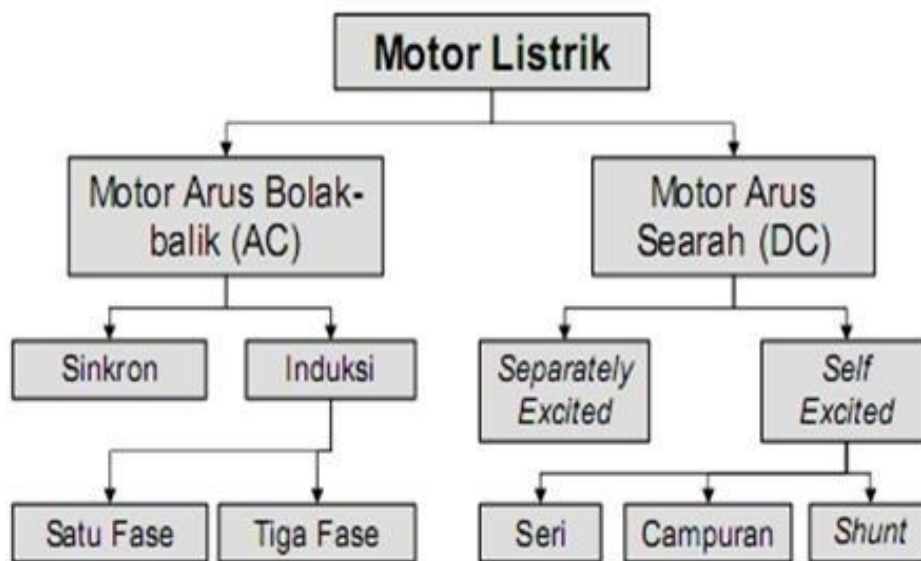 Motor Listrik
Motor Arus Bolak-
balik (AC)
Motor Arus
Searah (DC)
Sinkron
Induksi
Separately
Excited
Self
Excited
Satu Fase
Tiga Fase
Seri
Campuran
Shunt